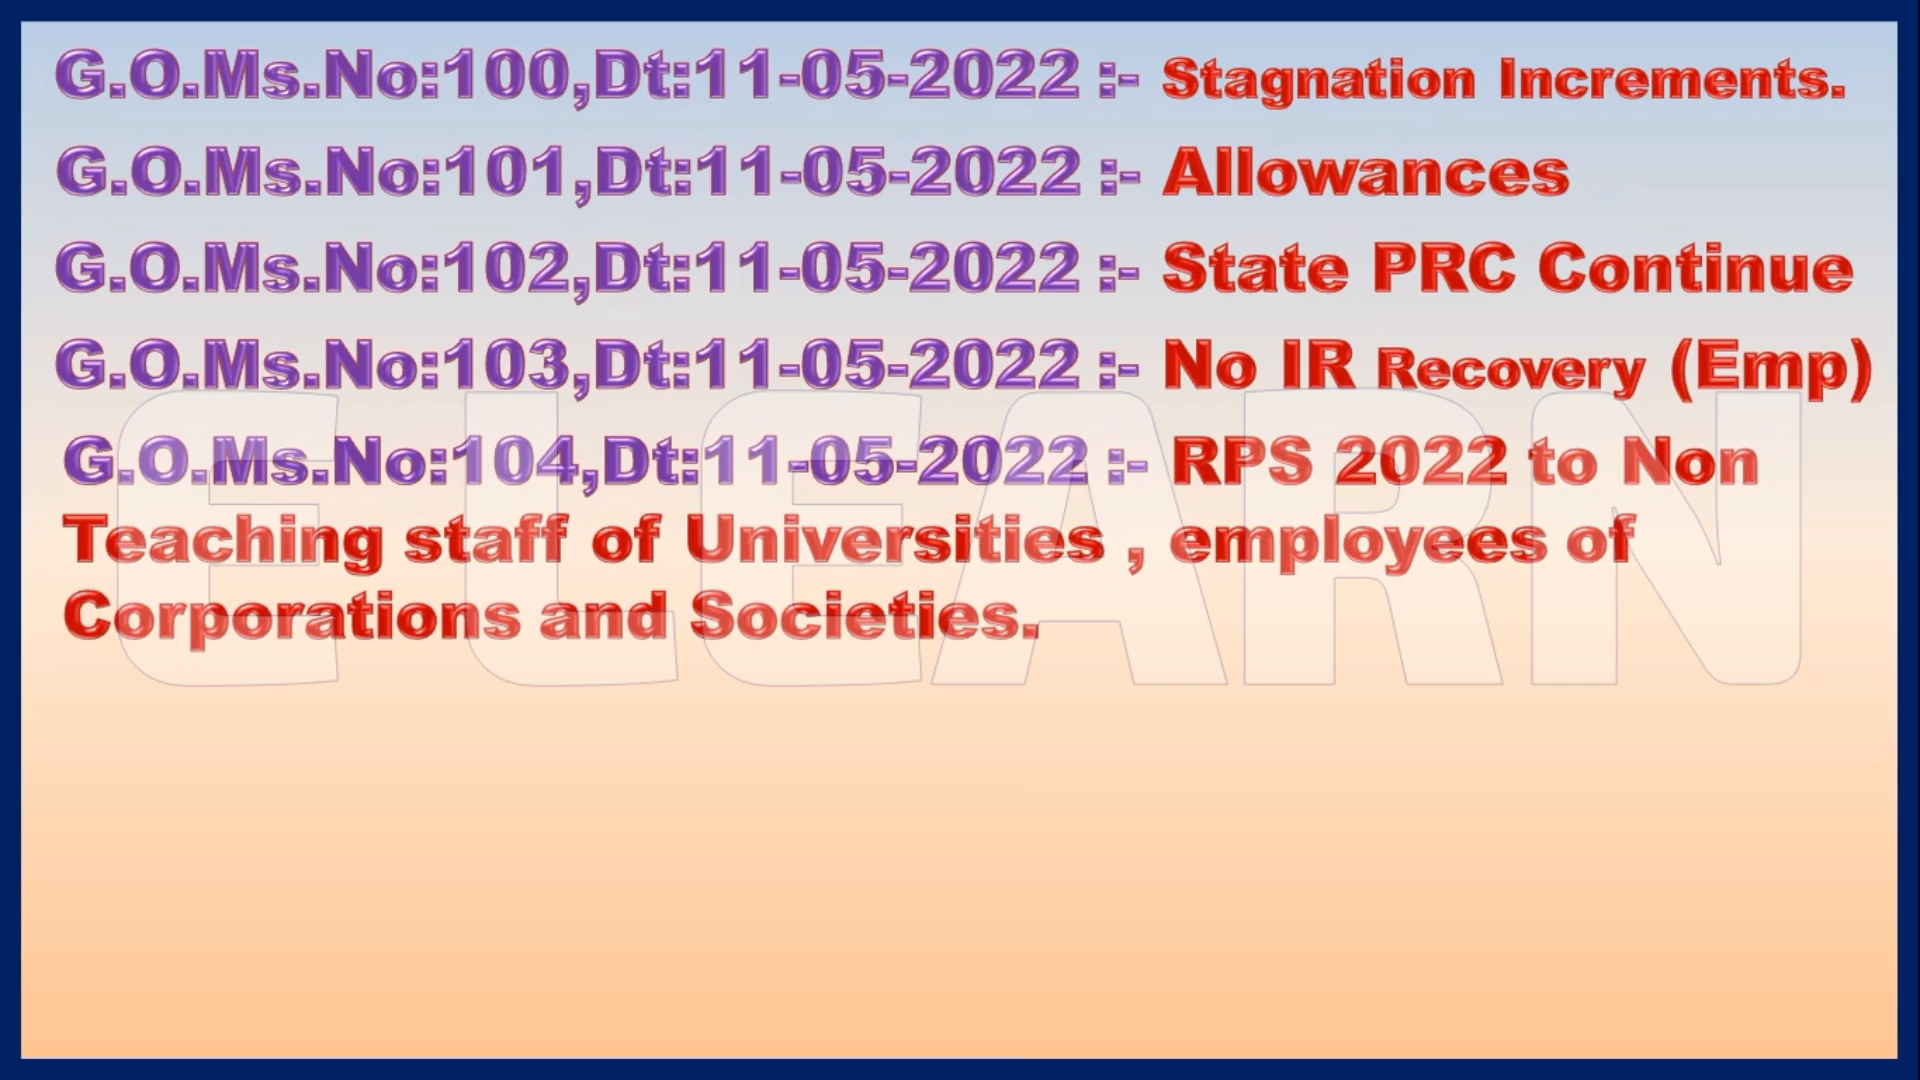 G.O.Ms.No:100,Dt:11-05-2022 :- Stagnation Increments.
G.O.Ms.No:101,Dt:11-05-2022 :- Allowances
G.O.Ms.No:102,Dt:11-05-2022 :- State PRC Continue
G.O.Ms.No:103,Dt:11-05-2022 :- No IR Recovery (Emp)
G.O.Ms.No:104,Dt:11-05-2022 :- RPS 2022 to Non
Teaching staff of Universities , employees of
Corporations and Societies.
E LEARN